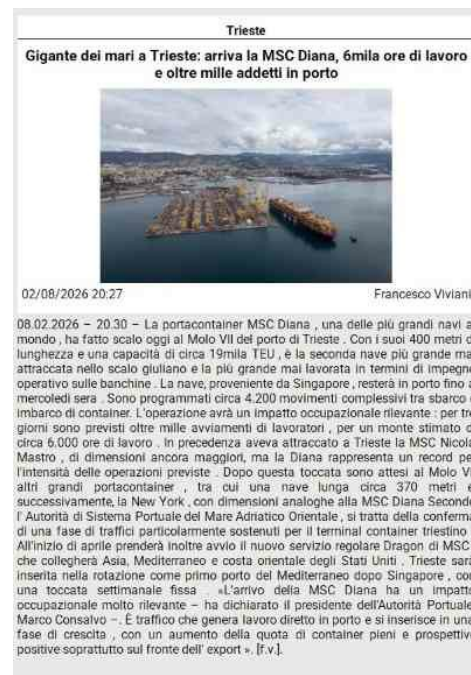 Trieste
Gigante dei mari a Trieste: arriva la MSC Diana, 6mila ore di lavoro
e oltre mille addetti in porto
02/08/2026 20:27 Francesco Viviani
08.02.2026 – 20.30 – La portacontainer MSC Diana , una delle più grandi navi a
mondo , ha fatto scalo oggi al Molo VII del porto di Trieste . Con i suoi 400 metri d
lunghezza e una capacità di circa 19mila TEU , è la seconda nave più grande ma
attraccata nello scalo giuliano e la più grande mai lavorata in termini di impegno
operativo sulle banchine . La nave, proveniente da Singapore , resterà in porto fino a
mercoledì sera . Sono programmati circa 4.200 movimenti complessivi tra sbarco e
imbarco di container. L'operazione avrà un impatto occupazionale rilevante : per tre
giorni sono previsti oltre mille avviamenti di lavoratori , per un monte stimato d
circa 6.000 ore di lavoro . In precedenza aveva attraccato a Trieste la MSC Nicola
Mastro , di dimensioni ancora maggiori, ma la Diana rappresenta un record per
l'intensità delle operazioni previste . Dopo questa toccata sono attesi al Molo VI
altri grandi portacontainer , tra cui una nave lunga circa 370 metri e
successivamente, la New York , con dimensioni analoghe alla MSC Diana Secondo
l' Autorità di Sistema Portuale del Mare Adriatico Orientale , si tratta della conferma
di una fase di traffici particolarmente sostenuti per il terminal container triestino .
All'inizio di aprile prenderà inoltre avvio il nuovo servizio regolare Dragon di MSC
che collegherà Asia, Mediterraneo e costa orientale degli Stati Uniti . Trieste sarà
inserita nella rotazione come primo porto del Mediterraneo dopo Singapore , con
una toccata settimanale fissa . «L'arrivo della MSC Diana ha un impatto
occupazionale molto rilevante – ha dichiarato il presidente dell'Autorità Portuale
Marco Consalvo –. È traffico che genera lavoro diretto in porto e si inserisce in una
fase di crescita , con un aumento della quota di container pieni e prospettive
positive soprattutto sul fronte dell' export ». [f.v.].